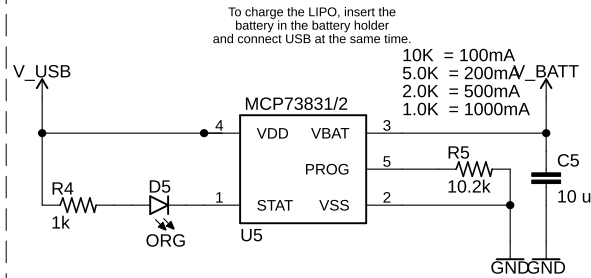 To charge the LIPO, insert the
battery in the battery holder
and connect USB at the same time.
10K = 100mA
5.0K = 200mA
2.0K = 500mA
1.0K = 1000mA
V_USB
V_BATT
MCP73831/2
4
VDD
VBAT
3
PROG
5
R5
10.2k
C5
10 u
R4
1k
D5
ORG
1
STAT
VSS
2
U5
GND
GND